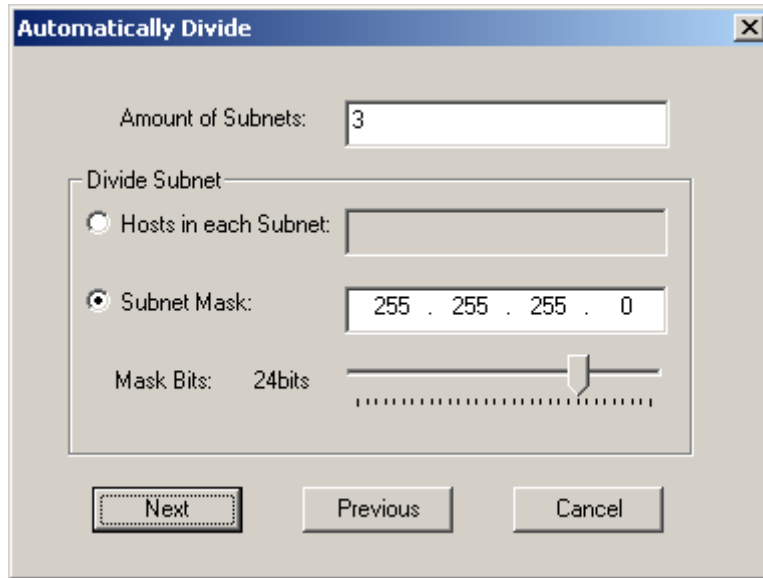 Automatically Divide
Amount of Subnets: 3
Divide Subnet
Hosts in each Subnet:
Subnet Mask: 255 . 255 . 255 . 0
Mask Bits: 24bits
Next Previous Cancel